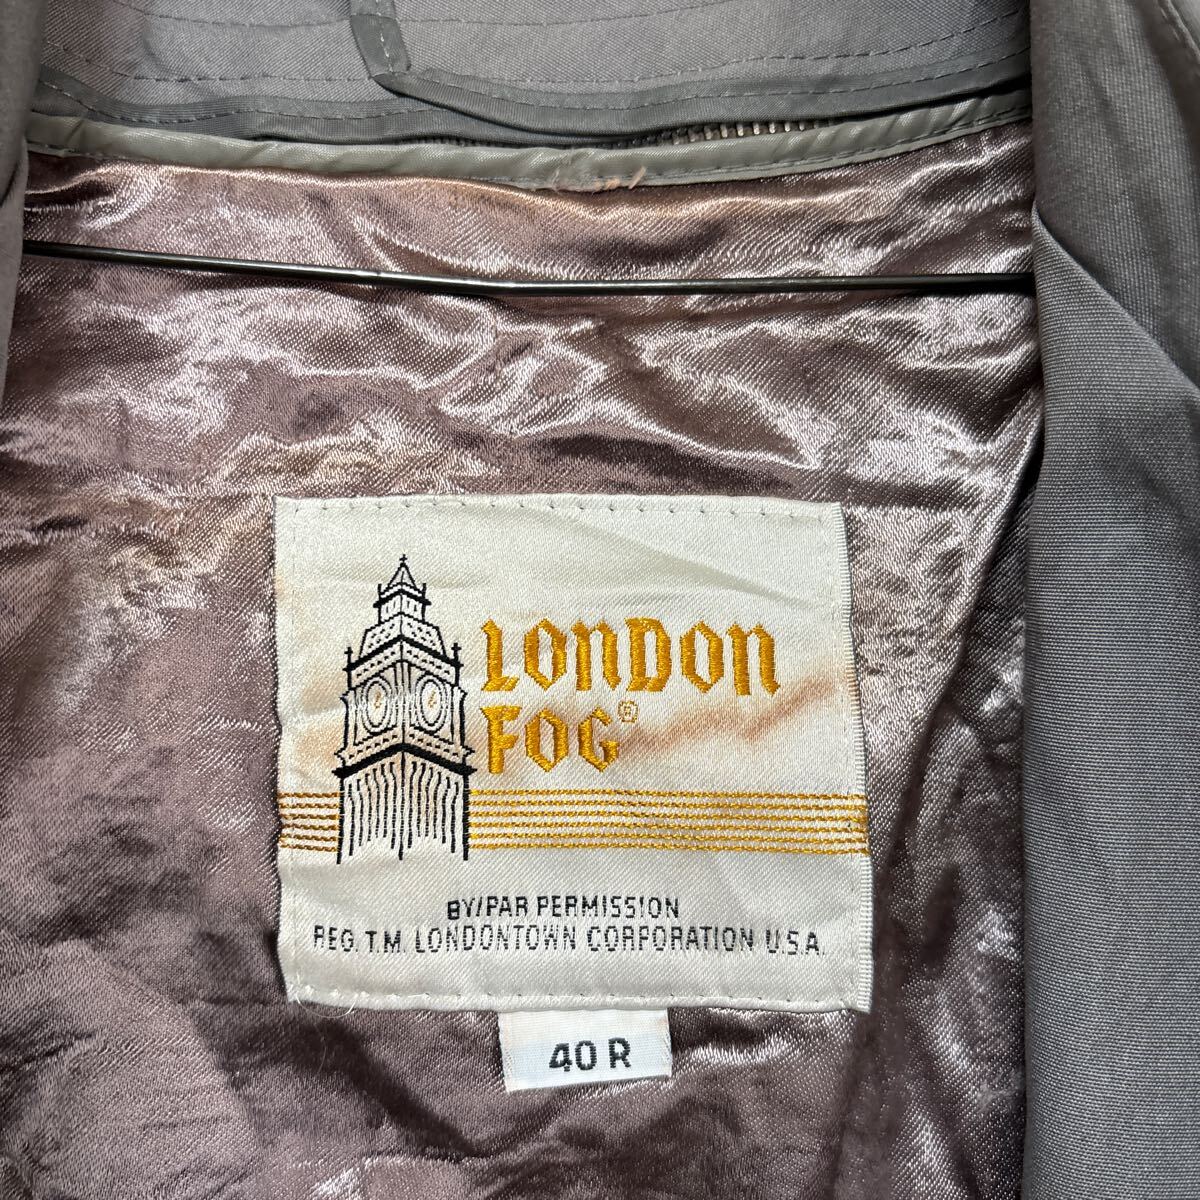 LONDON
FOG®
BY/PAR PERMISSION
REG. T.M. LONDONTOWN CORPORATION U.S.A.
40 R